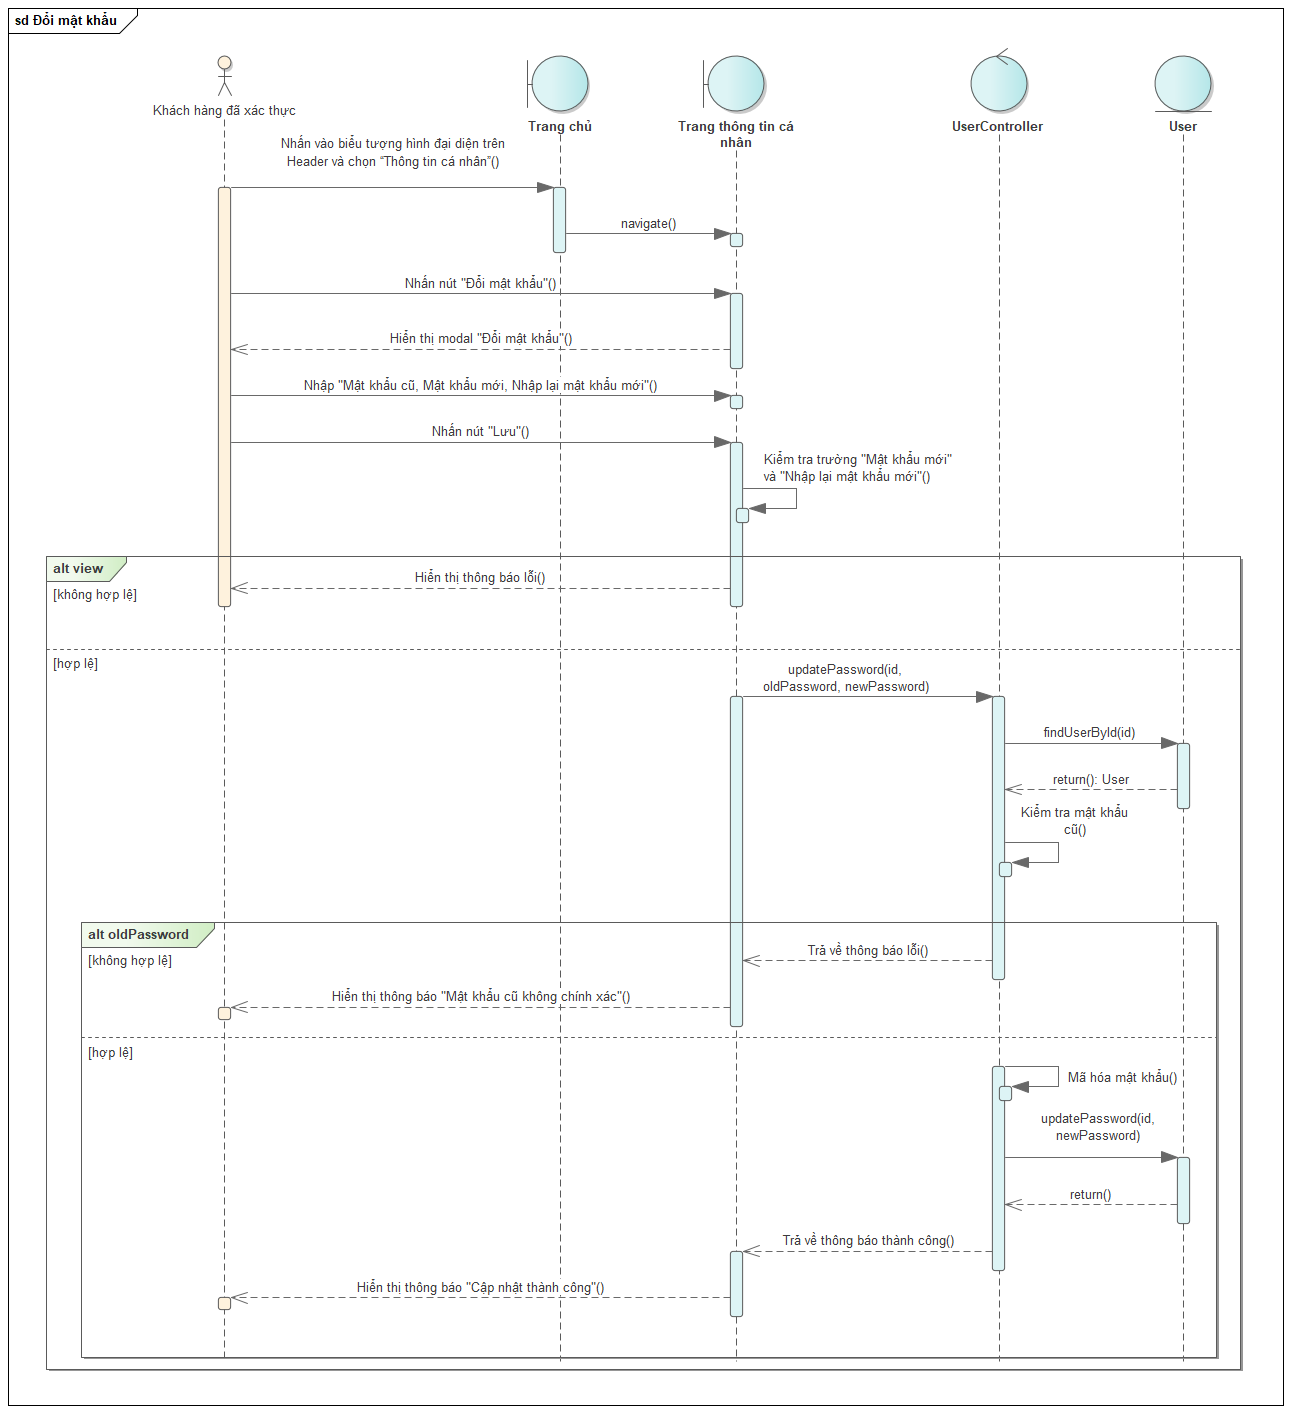 sd Đổi mật khẩu
Khách hàng đã xác thực
Trang chủ
Trang thông tin cá
nhân
UserController
User
Nhấn vào biểu tượng hình đại diện trên
Header và chọn “Thông tin cá nhân”()
navigate()
Nhấn nút "Đổi mật khẩu"()
Hiển thị modal "Đổi mật khẩu"()
Nhập "Mật khẩu cũ, Mật khẩu mới, Nhập lại mật khẩu mới"()
Nhấn nút "Lưu"()
Kiểm tra trường "Mật khẩu mới"
và "Nhập lại mật khẩu mới"()
alt view
Hiển thị thông báo lỗi()
[không hợp lệ]
[hợp lệ]
updatePassword(id,
oldPassword, newPassword)
findUserById(id)
return(): User
Kiểm tra mật khẩu
cũ()
alt oldPassword
Trả về thông báo lỗi()
[không hợp lệ]
Hiển thị thông báo "Mật khẩu cũ không chính xác"()
[hợp lệ]
Mã hóa mật khẩu()
updatePassword(id,
newPassword)
return()
Trả về thông báo thành công()
Hiển thị thông báo "Cập nhật thành công"()